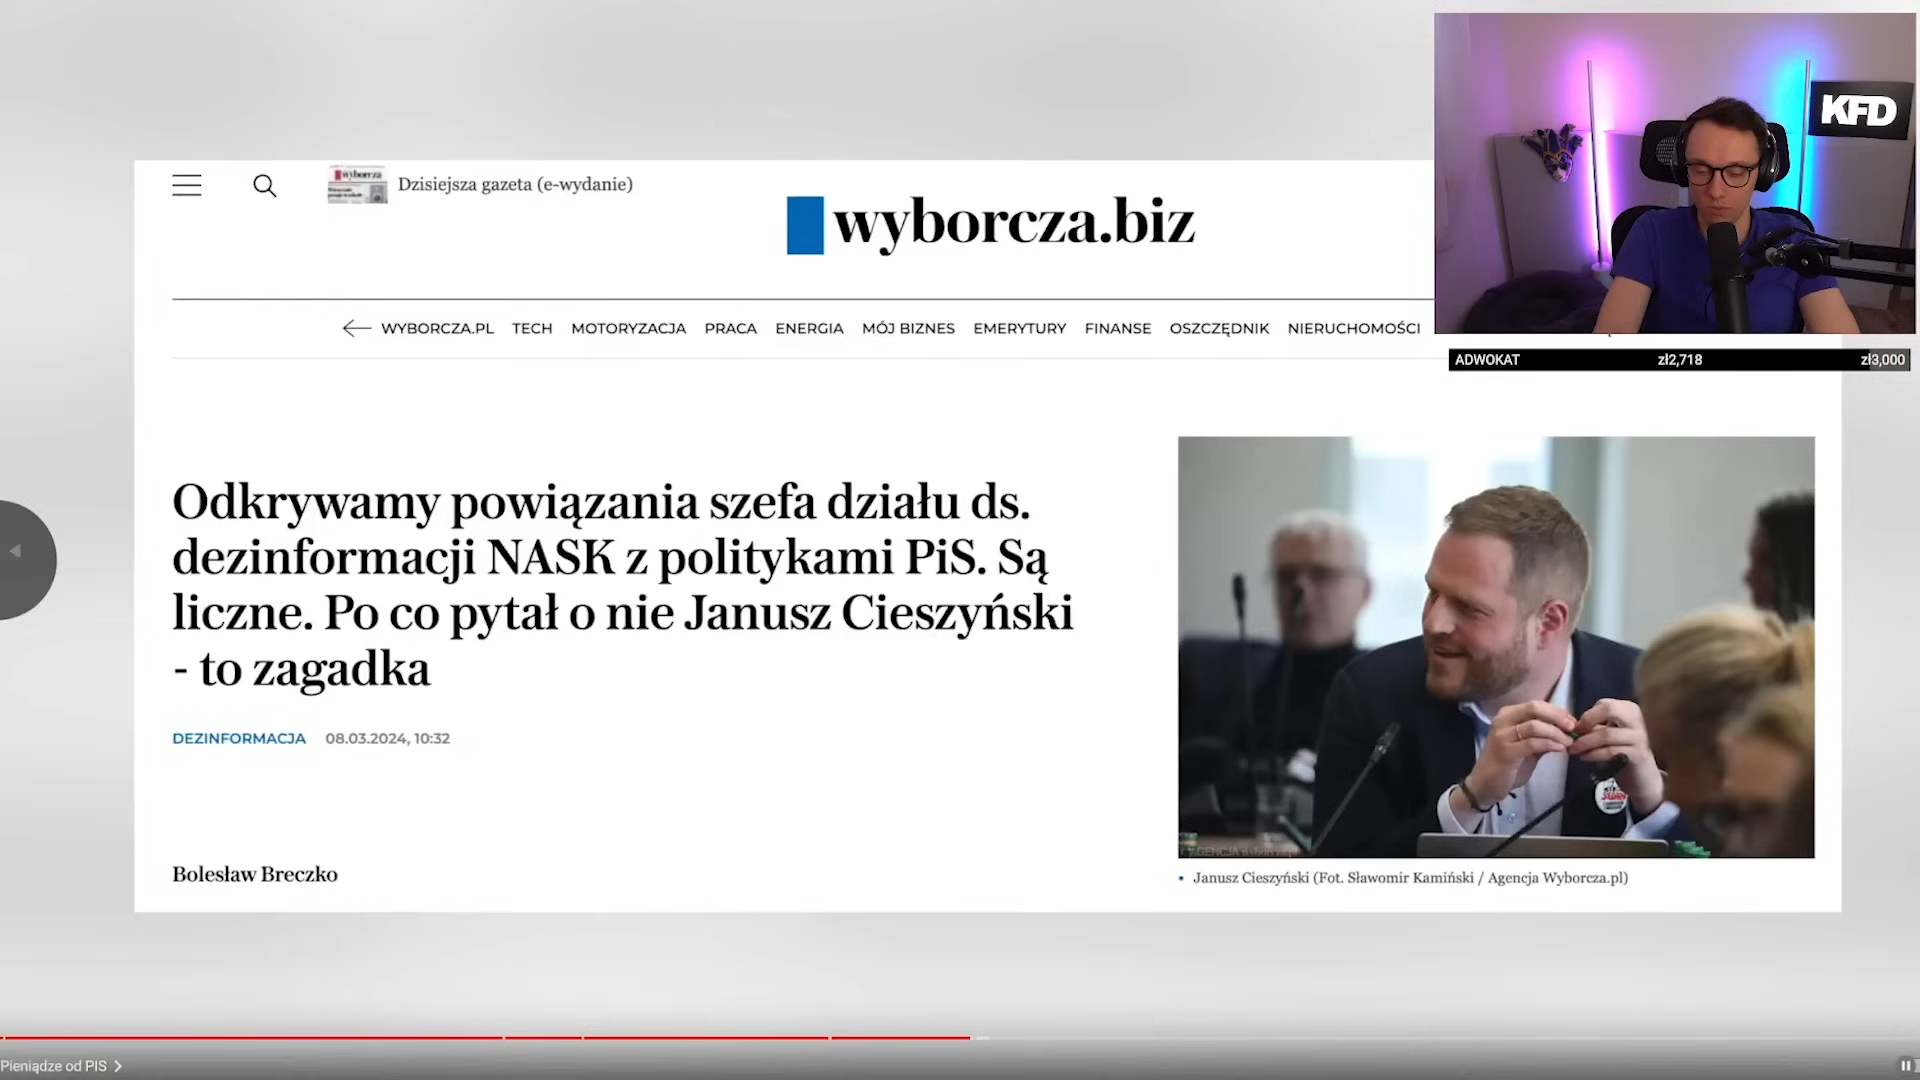 Dzisiejsza gazeta (e-wydanie)
wyborcza.biz
KFD
WYBORCZA.PL TECH MOTORYZACJA PRACA ENERGIA MÓJ BIZNES EMERYTURY FINANSE OSZCZĘDNIK NIERUCHOMOŚCI
ADWOKAT zł2,718 zł3,000
Odkrywamy powiązania szefa działu ds.
dezinformacji NASK z politykami PiS. Są
liczne. Po co pytał o nie Janusz Cieszyński
- to zagadka
DEZINFORMACJA 08.03.2024, 10:32
Bolesław Breczko
Janusz Cieszyński (Fot. Sławomir Kamiński / Agencja Wyborcza.pl)
Pieniądze od PIS